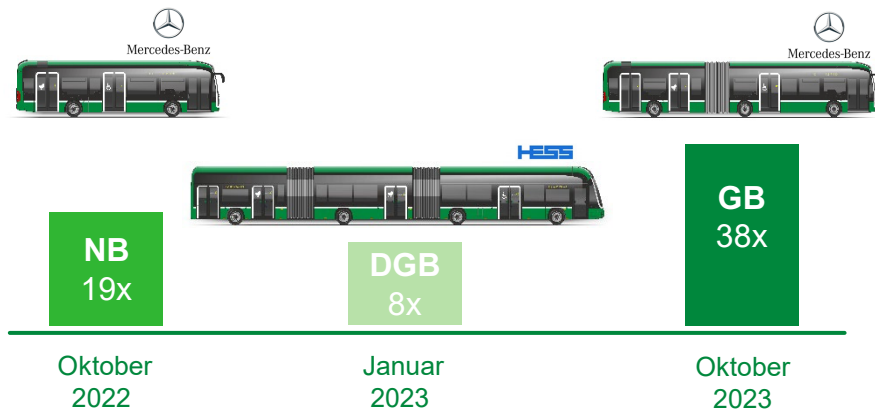 Mercedes-Benz
Mercedes-Benz
HESS
NB
19x
DGB
8x
GB
38x
Oktober
2022
Januar
2023
Oktober
2023